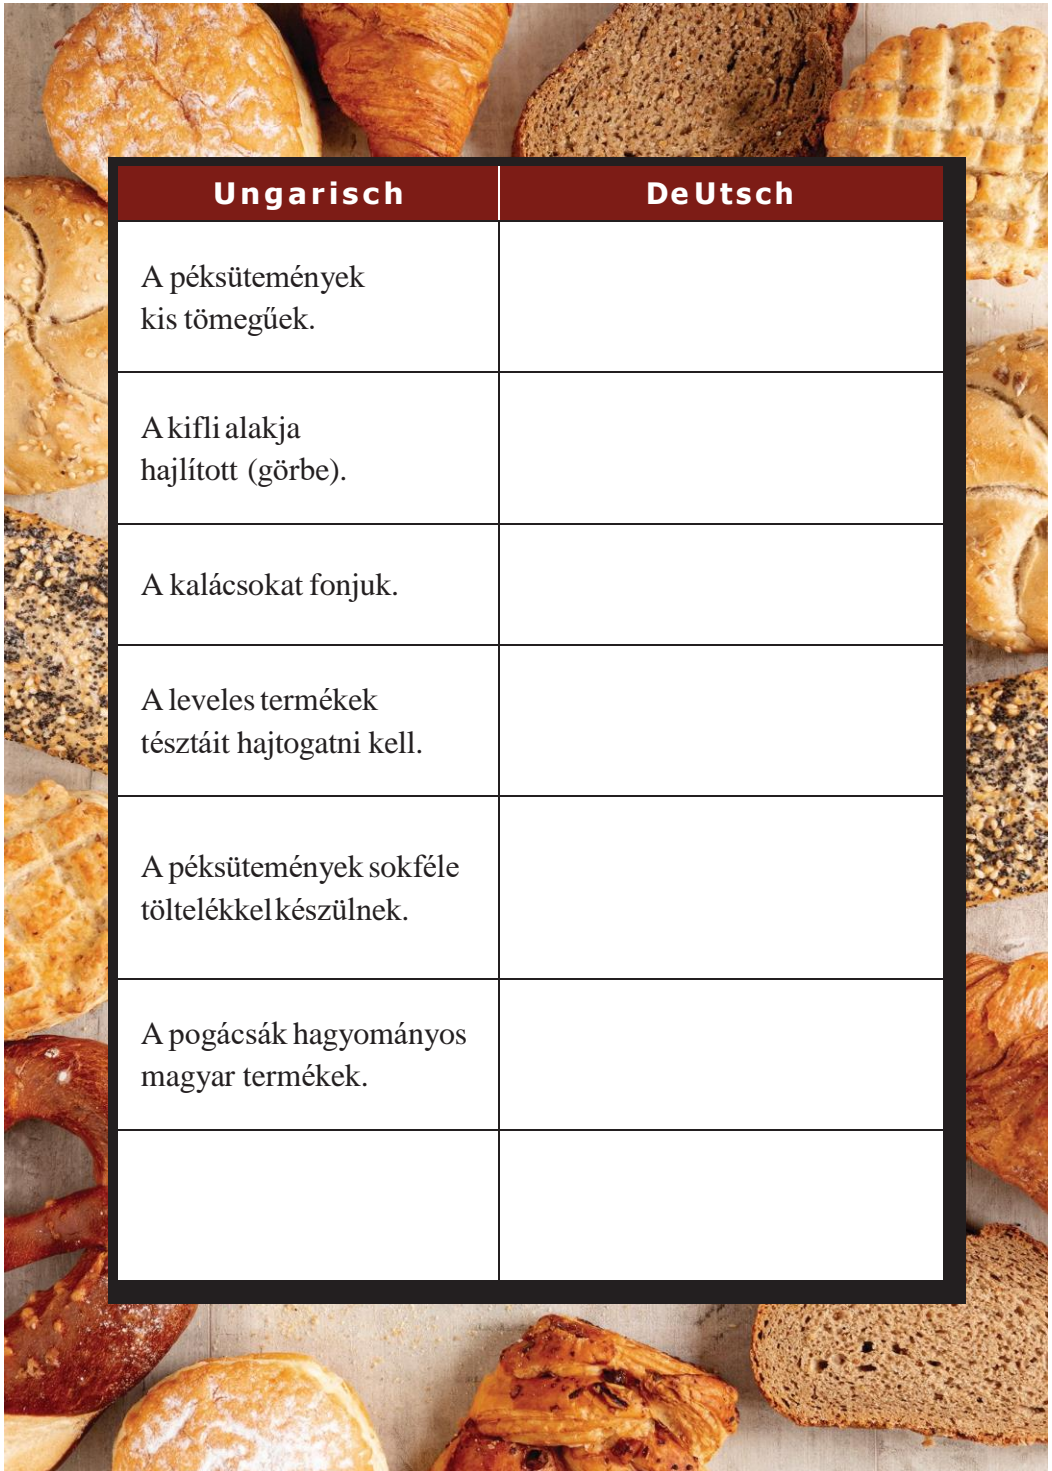 Ungarisch DeUtsch
A péksütemények
kis tömegűek.
A kifli alakja
hajlított (görbe).
A kalácsokat fonjuk.
A leveles termékek
tésztáit hajtogatni kell.
A péksütemények sokféle
töltelékkel készülnek.
A pogácsák hagyományos
magyar termékek.